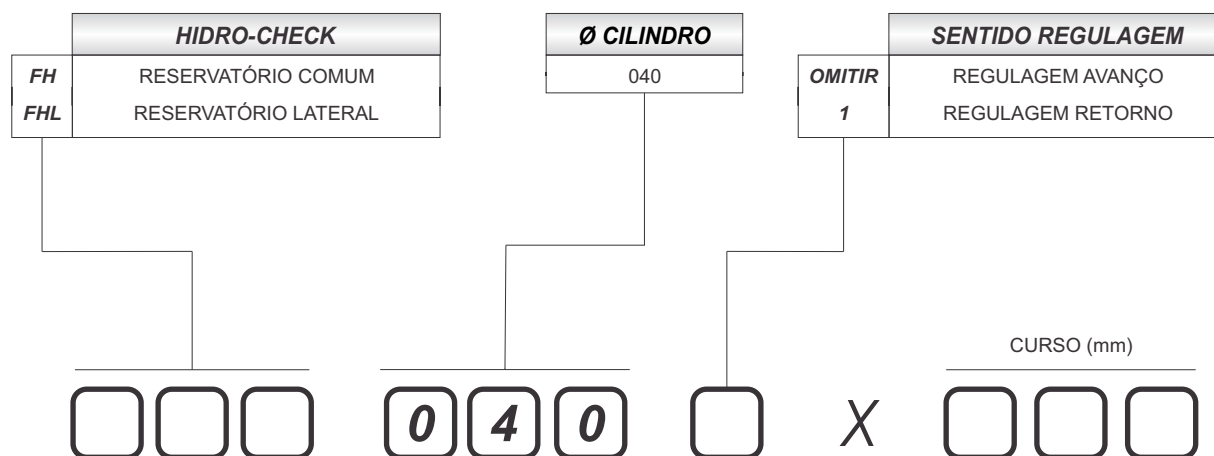 HIDRO-CHECK
FH RESERVATÓRIO COMUM
FHL RESERVATÓRIO LATERAL
Ø CILINDRO
040
SENTIDO REGULAGEM
OMITIR REGULAGEM AVANÇO
1 REGULAGEM RETORNO
CURSO (mm)
0 4 0 X